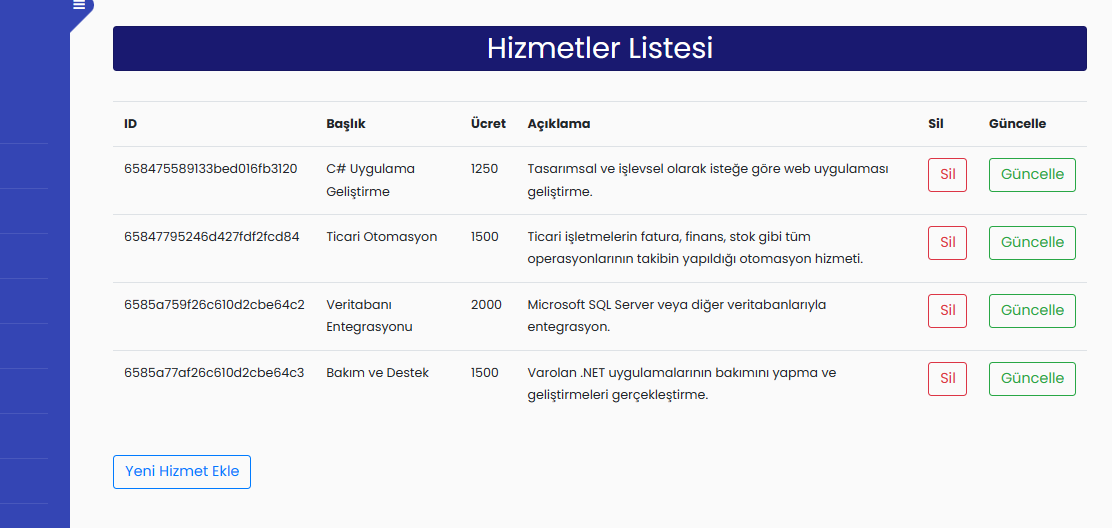 Hizmetler Listesi
ID Başlık Ücret Açıklama Sil Güncelle
658475589133bed016fb3120 C# Uygulama 1250 Tasarımsal ve işlevsel olarak isteğe göre web uygulaması Sil Güncelle
Geliştirme geliştirme.
65847795246d427fdf2fcd84 Ticari Otomasyon 1500 Ticari işletmelerin fatura, finans, stok gibi tüm Sil Güncelle
operasyonlarının takibin yapıldığı otomasyon hizmeti.
6585a759f26c610d2cbe64c2 Veritabanı 2000 Microsoft SQL Server veya diğer veritabanlarıyla Sil Güncelle
Entegrasyonu entegrasyon.
6585a77af26c610d2cbe64c3 Bakım ve Destek 1500 Varolan .NET uygulamalarının bakımını yapma ve Sil Güncelle
geliştirmeleri gerçekleştirme.
Yeni Hizmet Ekle